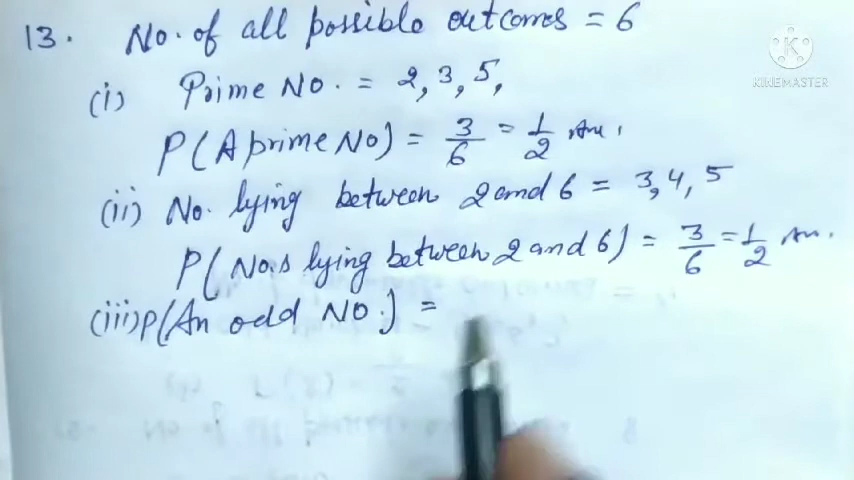 13. No. of all possible outcomes = 6
KINEMASTER
(i) Prime No. = 2, 3, 5,
P(A prime No) = 3/6 = 1/2 An.
(ii) No. lying between 2 and 6 = 3, 4, 5
P(No.s lying between 2 and 6) = 3/6 = 1/2 An.
(iii) P(An odd No.) =